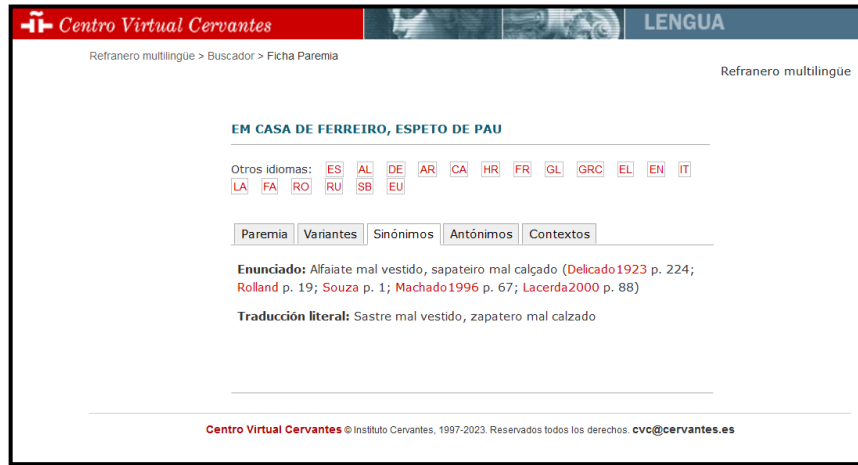 Centro Virtual Cervantes
LENGUA
Refranero multilingüe > Buscador > Ficha Paremia
Refranero multilingüe
EM CASA DE FERREIRO, ESPETO DE PAU
Otros idiomas: ES AL DE AR CA HR FR GL GRC EL EN IT
LA FA RO RU SB EU
Paremia Variantes Sinónimos Antónimos Contextos
Enunciado: Alfaiate mal vestido, sapateiro mal calçado (Delicado1923 p. 224;
Rolland p. 19; Souza p. 1; Machado1996 p. 67; Lacerda2000 p. 88)
Traducción literal: Sastre mal vestido, zapatero mal calzado
Centro Virtual Cervantes © Instituto Cervantes, 1997-2023. Reservados todos los derechos. cvc@cervantes.es